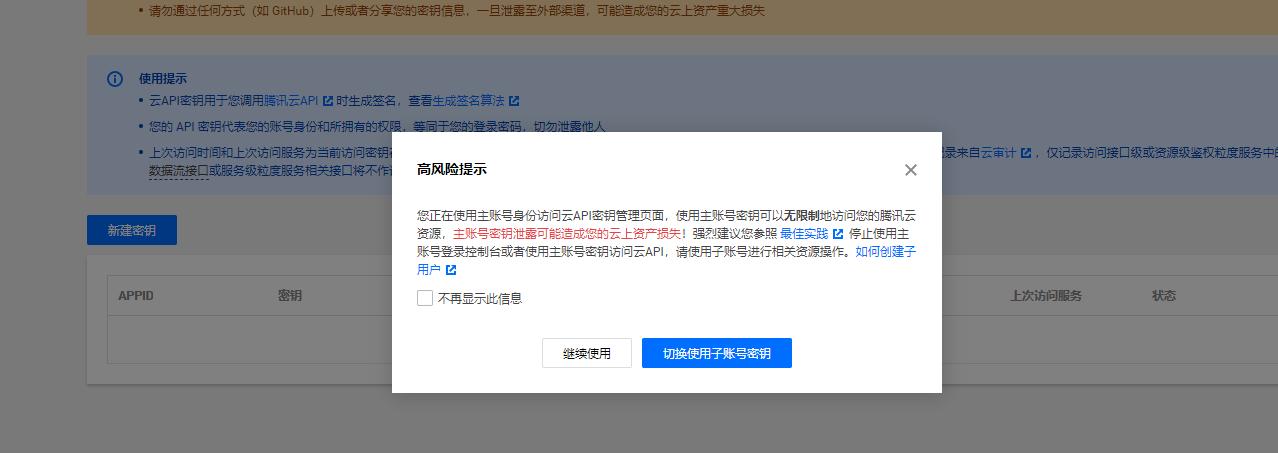 • 请勿通过任何方式（如 GitHub）上传或者分享您的密钥信息，一旦泄露至外部渠道，可能造成您的云上资产重大损失
使用提示
• 云API密钥用于您调用腾讯云API 时生成签名，查看生成签名算法
• 您的 API 密钥代表您的账号身份和所拥有的权限，等同于您的登录密码，切勿泄露他人
• 上次访问时间和上次访问服务为当前访问密钥 录来自云审计 ，仅记录访问接口级或资源级鉴权粒度服务中的
数据流接口或服务级粒度服务相关接口将不作
高风险提示
您正在使用主账号身份访问云API密钥管理页面，使用主账号密钥可以无限制地访问您的腾讯云
资源，主账号密钥泄露可能造成您的云上资产损失！强烈建议您参照 最佳实践 停止使用主
账号登录控制台或者使用主账号密钥访问云API，请使用子账号进行相关资源操作。如何创建子
用户
不再显示此信息
继续使用 切换使用子账号密钥
新建密钥
APPID 密钥 上次访问服务 状态